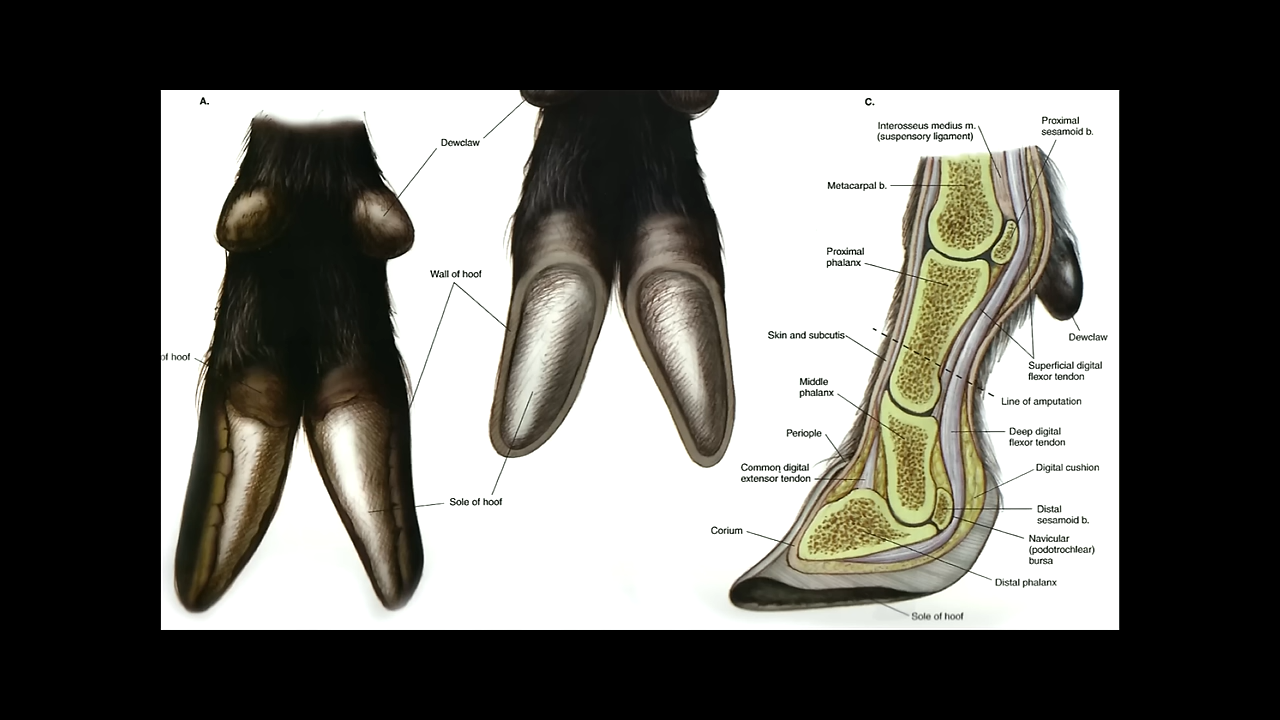 A.
Dewclaw
Wall of hoof
of hoof
Sole of hoof
C.
Interosseus medius m.
(suspensory ligament)
Proximal
sesamoid b.
Metacarpal b.
Proximal
phalanx
Skin and subcutis
Dewclaw
Superficial digital
flexor tendon
Middle
phalanx
Line of amputation
Periople
Deep digital
flexor tendon
Common digital
extensor tendon
Digital cushion
Distal
sesamoid b.
Corium
Navicular
(podotrochlear)
bursa
Distal phalanx
Sole of hoof